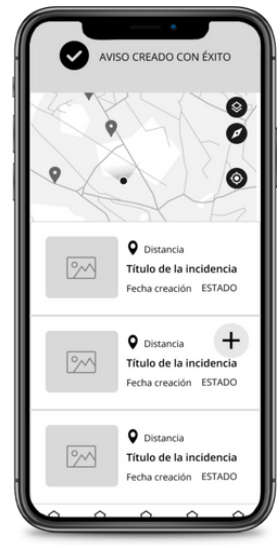 AVISO CREADO CON ÉXITO
Distancia
Título de la incidencia
Fecha creación ESTADO
Distancia
Título de la incidencia
Fecha creación ESTADO
Distancia
Título de la incidencia
Fecha creación ESTADO